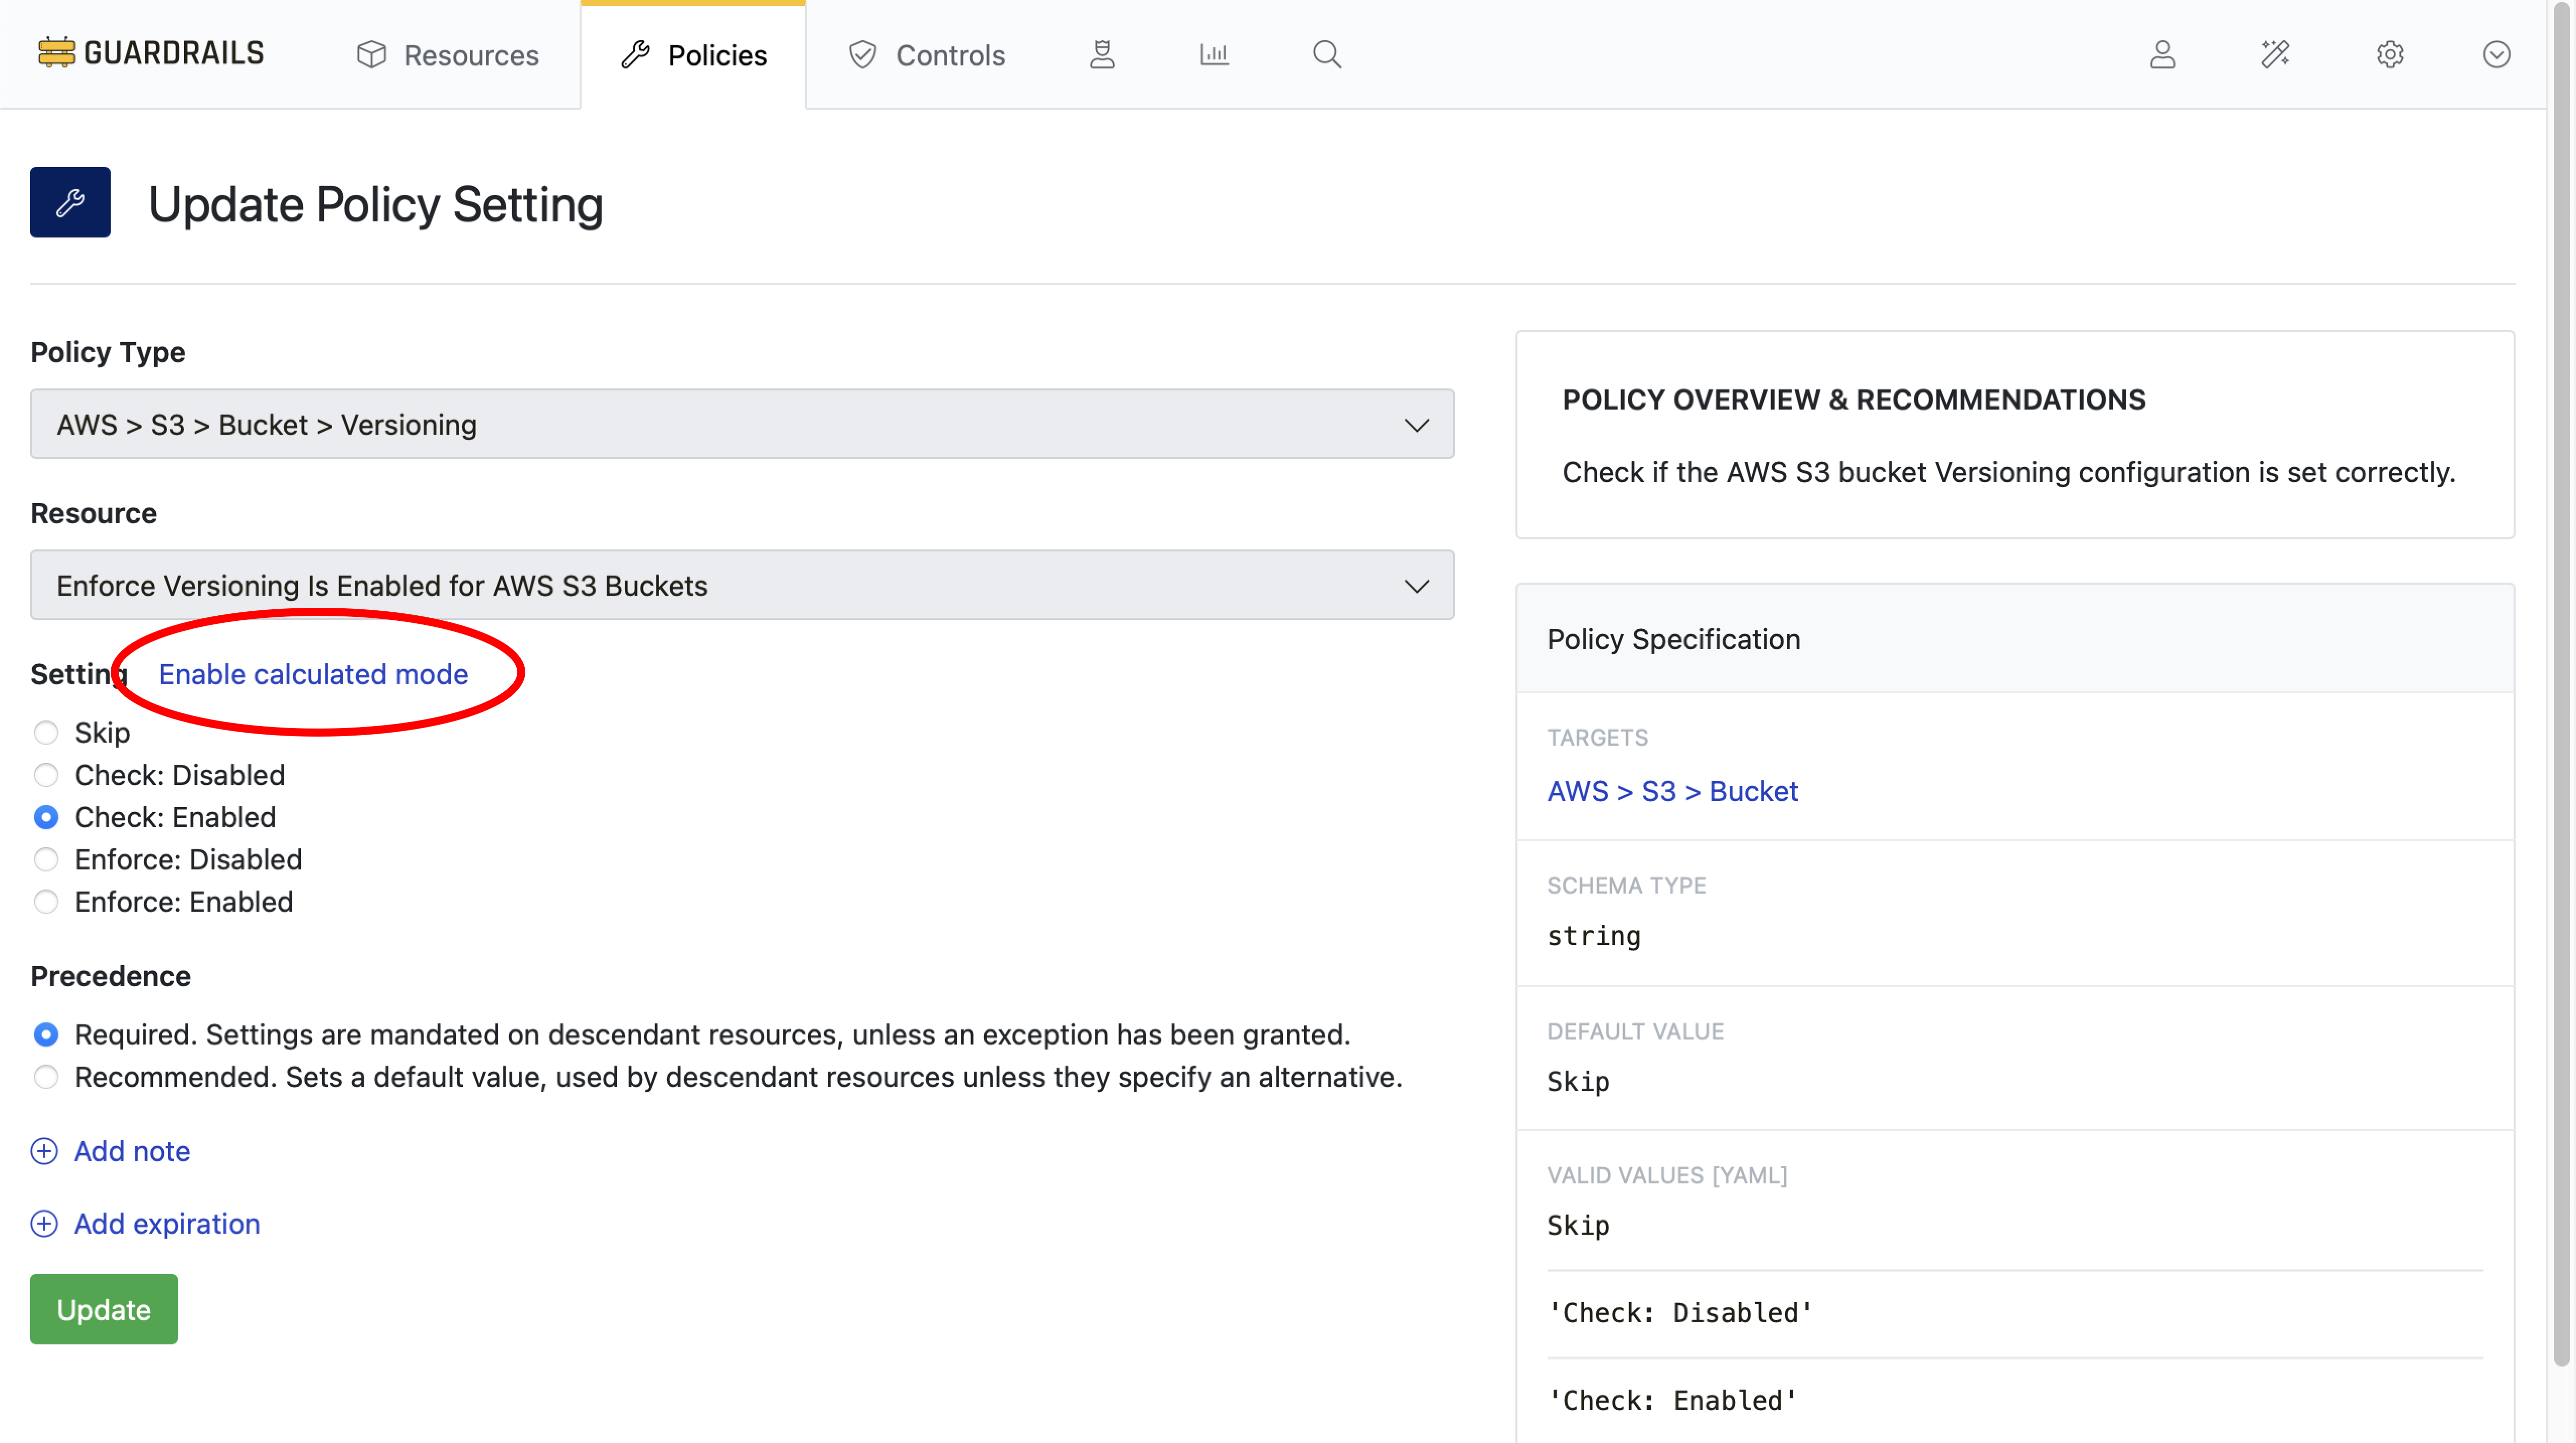 GUARDRAILS
Resources
Policies
Controls
Update Policy Setting
Policy Type
AWS > S3 > Bucket > Versioning
Resource
Enforce Versioning Is Enabled for AWS S3 Buckets
Setting Enable calculated mode
Skip
Check: Disabled
Check: Enabled
Enforce: Disabled
Enforce: Enabled
Precedence
Required. Settings are mandated on descendant resources, unless an exception has been granted.
Recommended. Sets a default value, used by descendant resources unless they specify an alternative.
Add note
Add expiration
Update
POLICY OVERVIEW & RECOMMENDATIONS
Check if the AWS S3 bucket Versioning configuration is set correctly.
Policy Specification
TARGETS
AWS > S3 > Bucket
SCHEMA TYPE
string
DEFAULT VALUE
Skip
VALID VALUES [YAML]
Skip
'Check: Disabled'
'Check: Enabled'